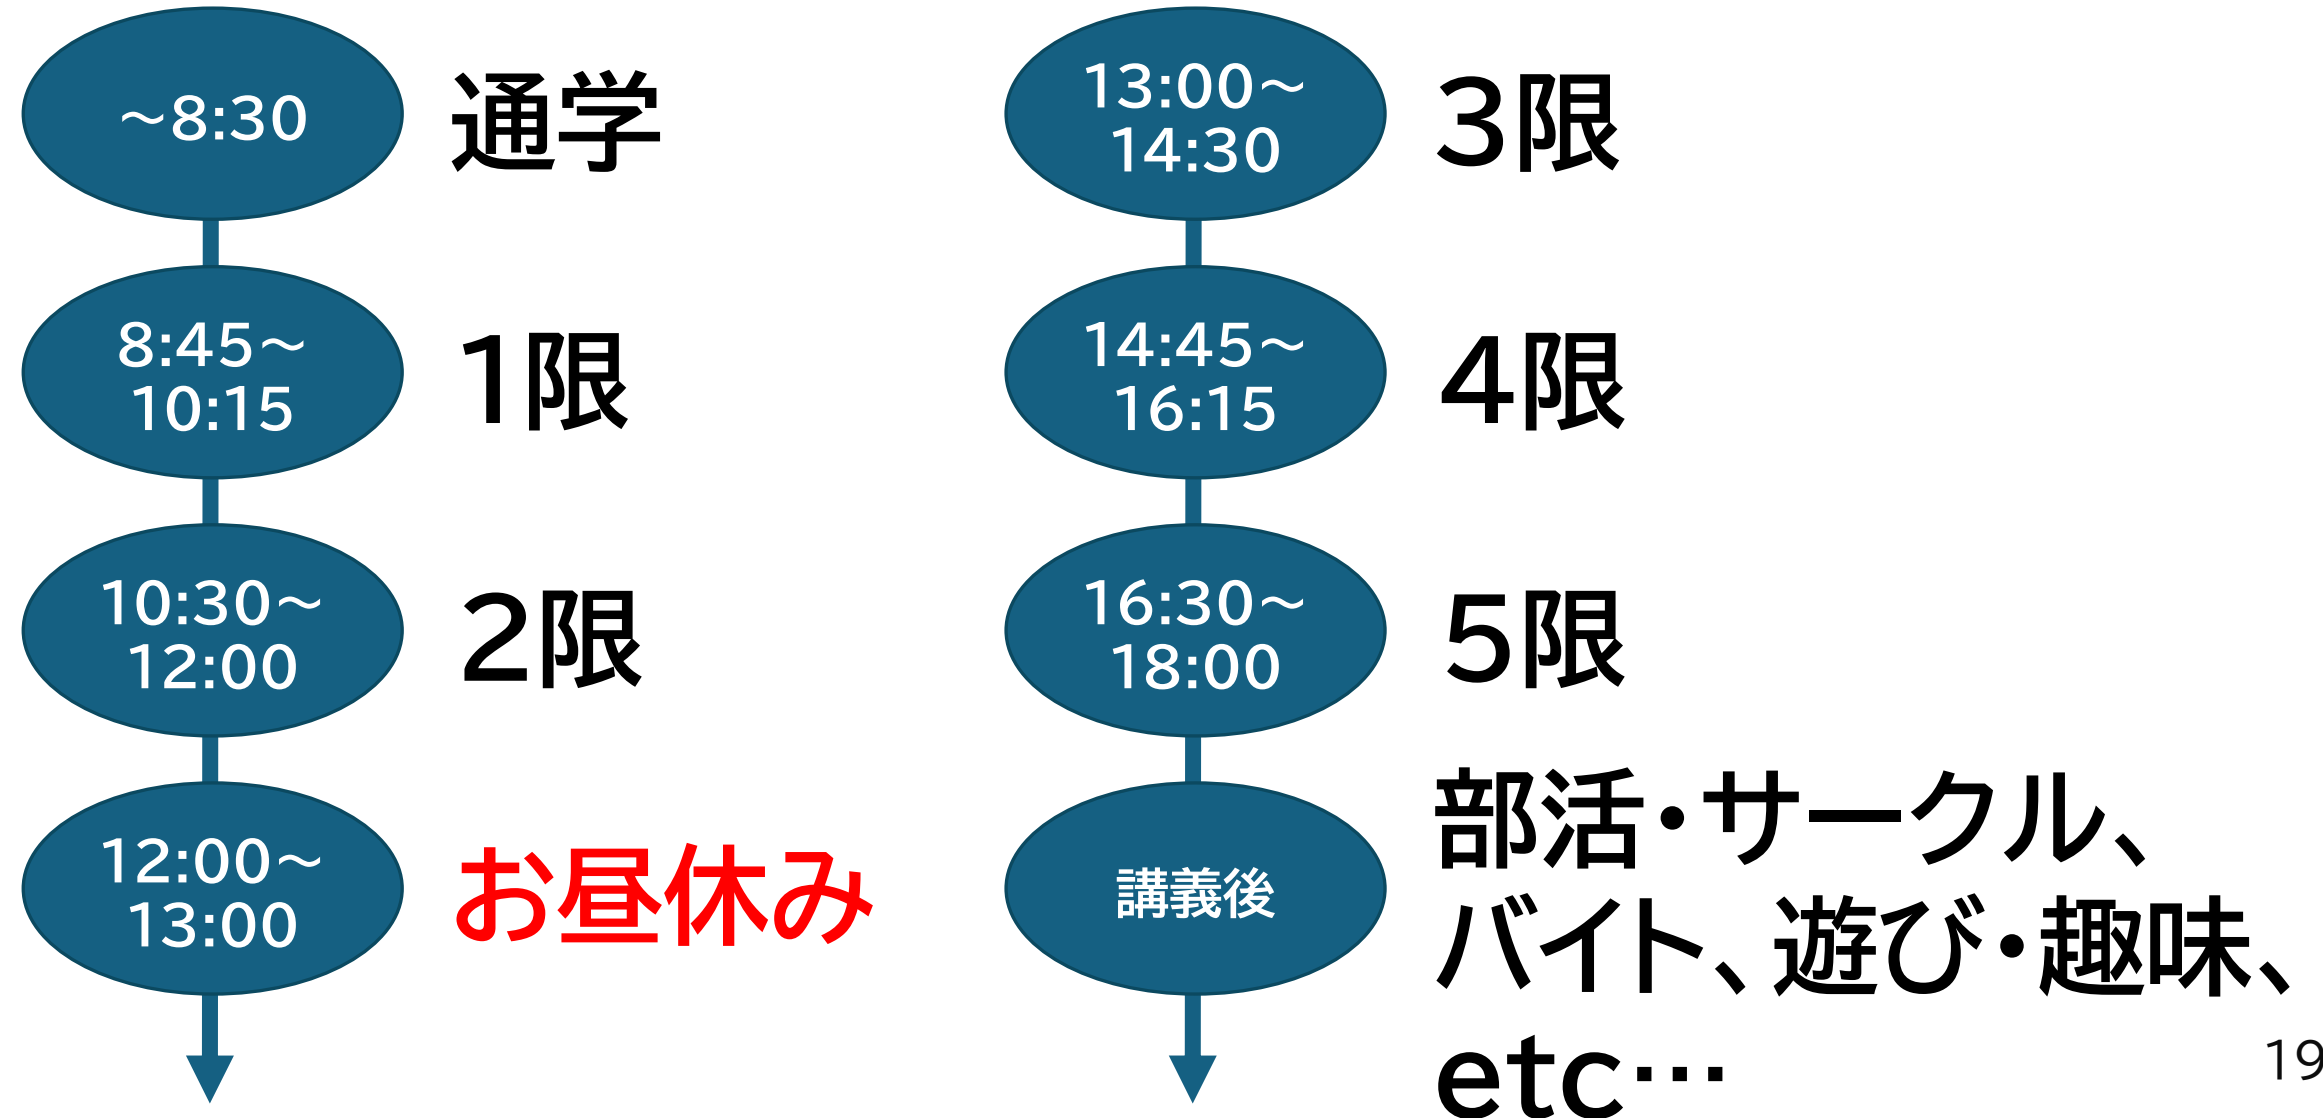 ~8:30
通学
8:45~
10:15
1限
10:30~
12:00
2限
12:00~
13:00
お昼休み
13:00~
14:30
3限
14:45~
16:15
4限
16:30~
18:00
5限
講義後
部活・サークル、
バイト、遊び・趣味、
etc…
19